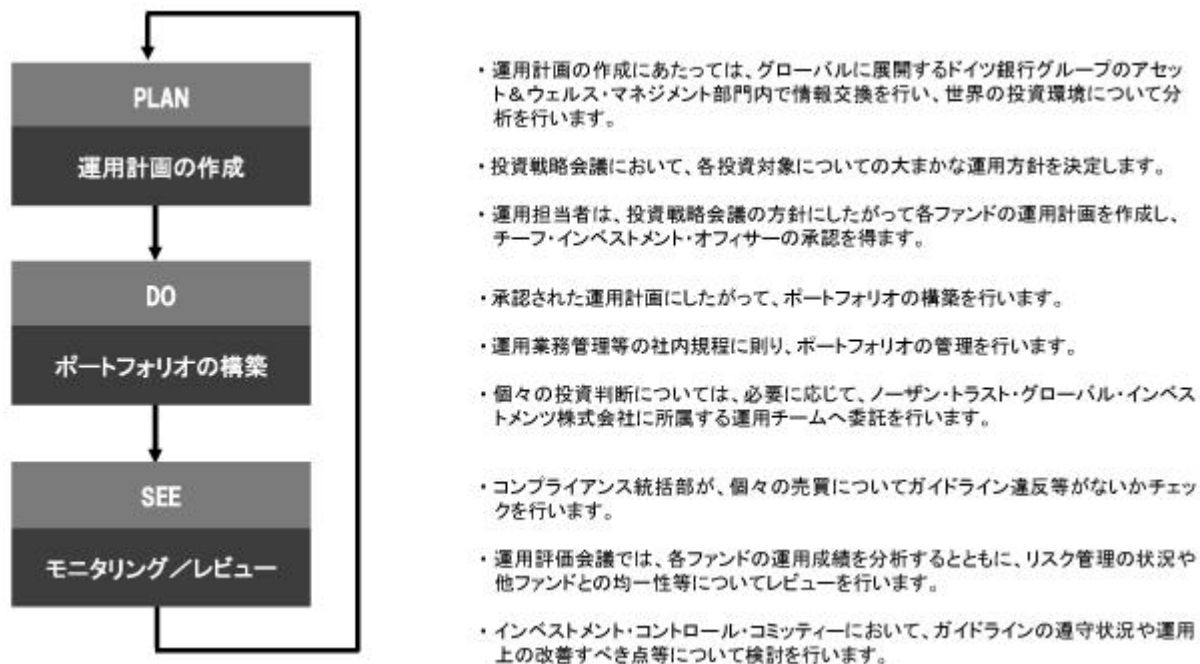 PLAN
運用計画の作成
・運用計画の作成にあたっては、グローバルに展開するドイツ銀行グループのアセッ
ト&ウェルス・マネジメント部門内で情報交換を行い、世界の投資環境について分
析を行います。
・投資戦略会議において、各投資対象についての大まかな運用方針を決定します。
・運用担当者は、投資戦略会議の方針にしたがって各ファンドの運用計画を作成し、
チーフ・インベストメント・オフィサーの承認を得ます。
DO
ポートフォリオの構築
・承認された運用計画にしたがって、ポートフォリオの構築を行います。
・運用業務管理等の社内規程に則り、ポートフォリオの管理を行います。
・個々の投資判断については、必要に応じて、ノーザン・トラスト・グローバル・インベス
トメンツ株式会社に所属する運用チームへ委託を行います。
SEE
モニタリング/レビュー
・コンプライアンス統括部が、個々の売買についてガイドライン違反等がないかチェッ
クを行います。
・運用評価会議では、各ファンドの運用成績を分析するとともに、リスク管理の状況や
他ファンドとの均一性等についてレビューを行います。
・インベストメント・コントロール・コミッティーにおいて、ガイドラインの遵守状況や運用
上の改善すべき点等について検討を行います。